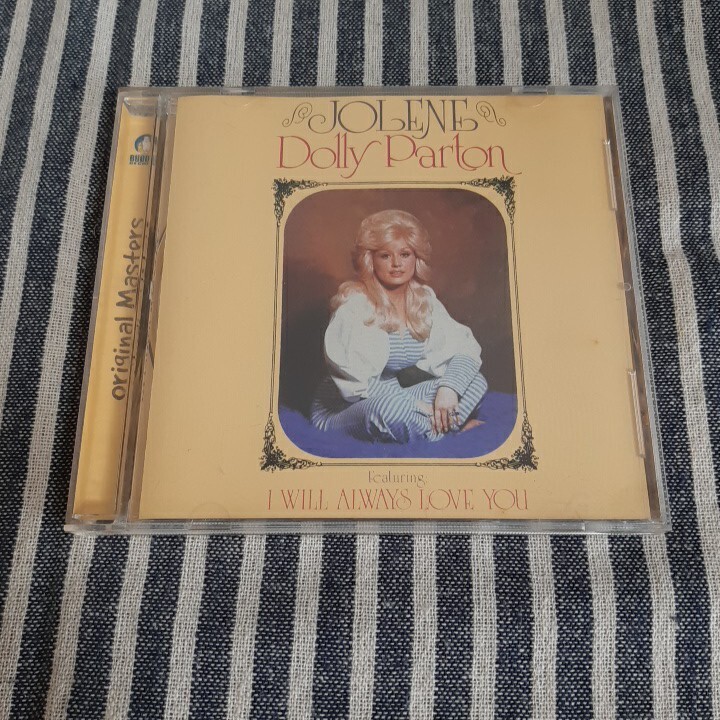 JOLENE
Dolly Parton
Featuring
I WILL ALWAYS LOVE YOU
Original Masters